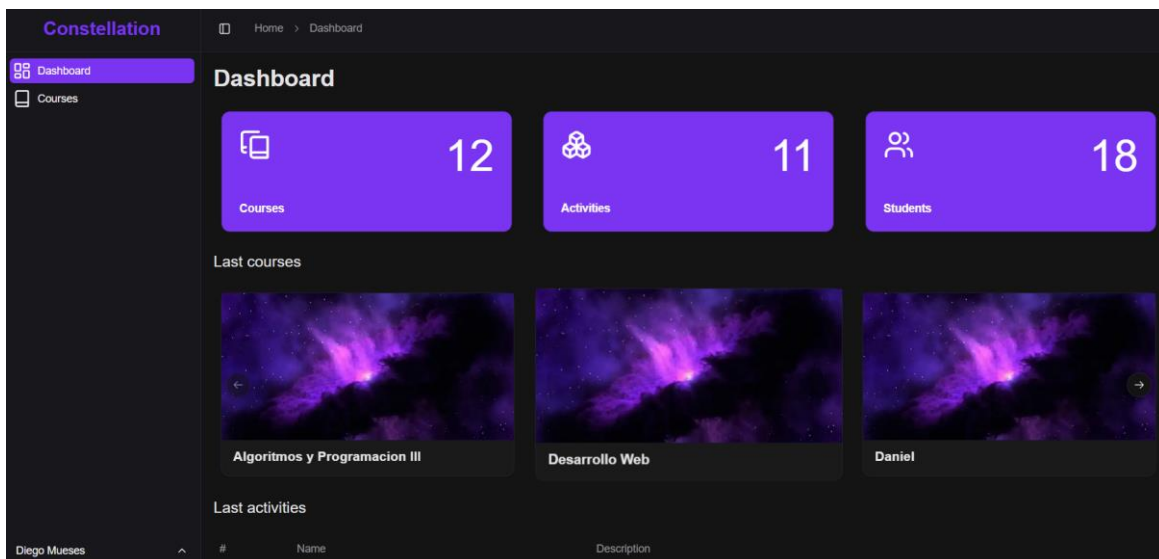 Constellation
Home > Dashboard
Dashboard
Courses
Dashboard
12
Courses
11
Activities
18
Students
Last courses
Algoritmos y Programacion III
Desarrollo Web
Daniel
Last activities
# Name Description
Diego Mueses